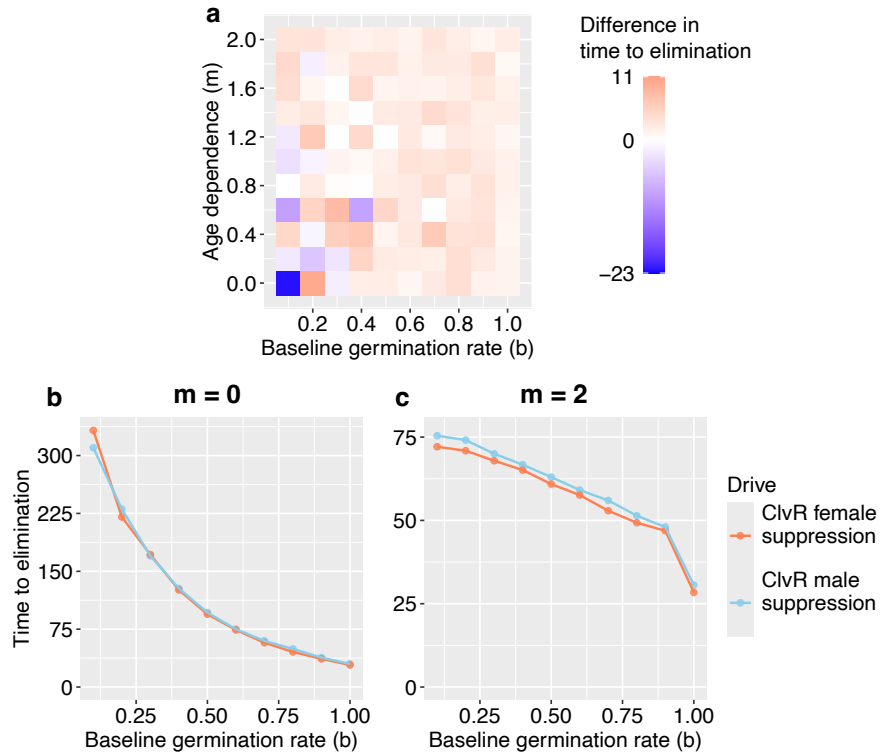 a
Difference in
time to elimination
11
0
−23
Age dependence (m)
2.0
1.6
1.2
0.8
0.4
0.0
0.2 0.4 0.6 0.8 1.0
Baseline germination rate (b)
b
m = 0
Time to elimination
300
225
150
75
0
0.25 0.50 0.75 1.00
Baseline germination rate (b)
c
m = 2
75
50
25
0
0.25 0.50 0.75 1.00
Baseline germination rate (b)
Drive
ClvR female
suppression
ClvR male
suppression